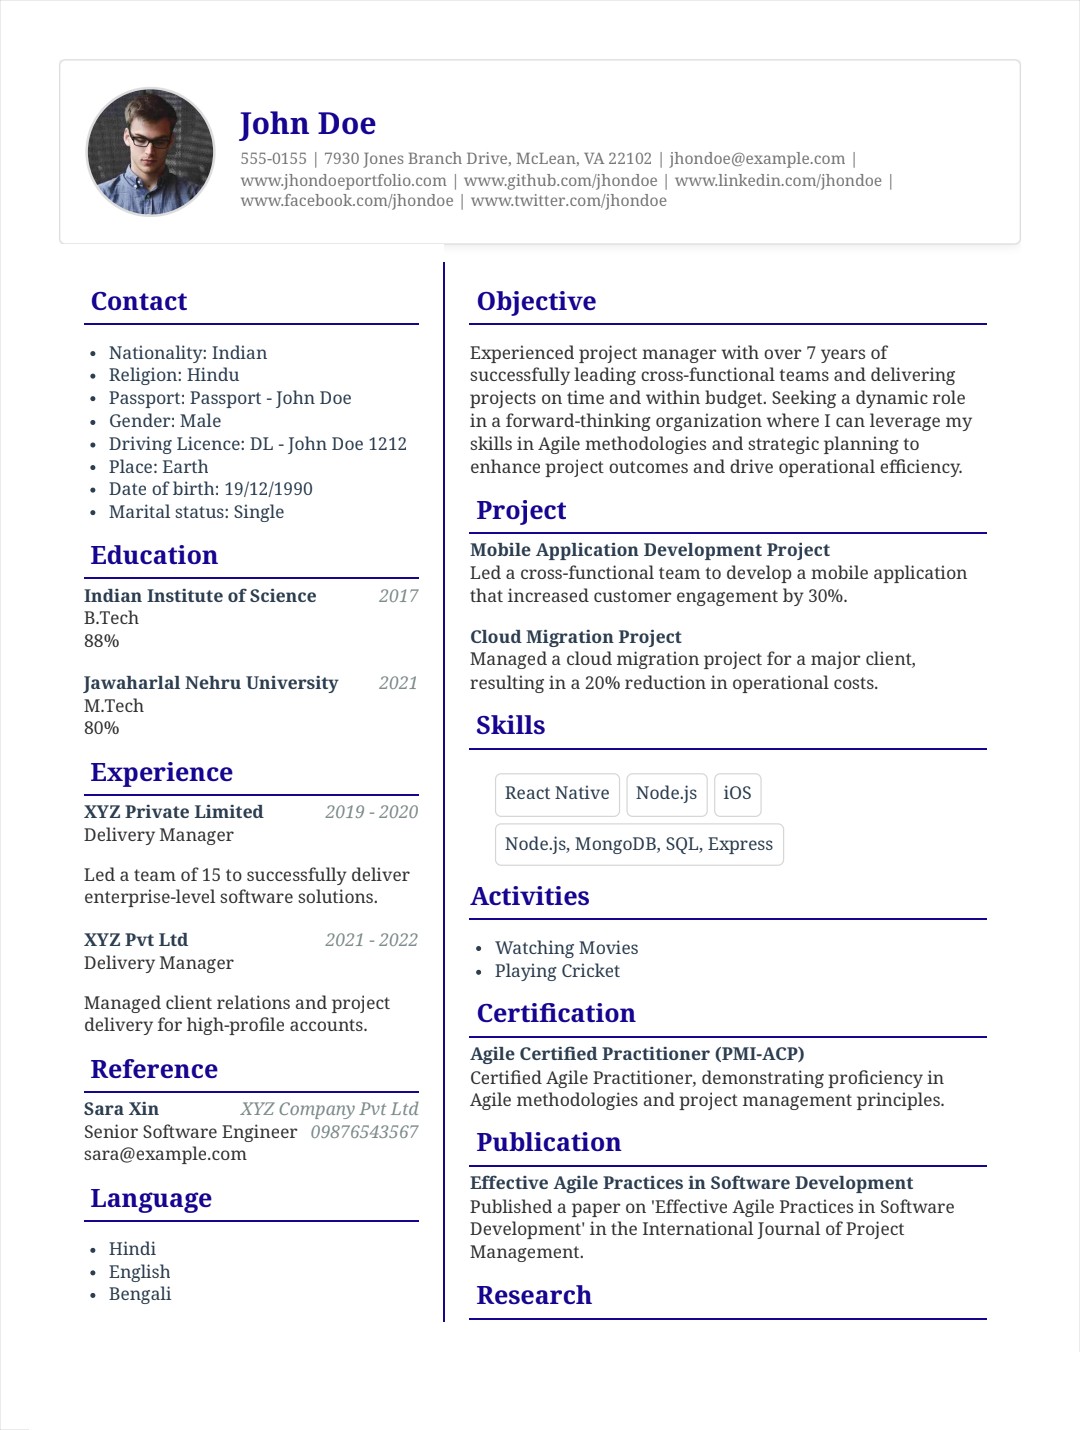 John Doe
555-0155 | 7930 Jones Branch Drive, McLean, VA 22102 | jhondoe@example.com |
www.jhondoeportfolio.com | www.github.com/jhondoe | www.linkedin.com/jhondoe |
www.facebook.com/jhondoe | www.twitter.com/jhondoe
Contact
• Nationality: Indian
• Religion: Hindu
• Passport: Passport - John Doe
• Gender: Male
• Driving Licence: DL - John Doe 1212
• Place: Earth
• Date of birth: 19/12/1990
• Marital status: Single
Education
Indian Institute of Science 2017
B.Tech
88%
Jawaharlal Nehru University 2021
M.Tech
80%
Experience
XYZ Private Limited 2019 - 2020
Delivery Manager
Led a team of 15 to successfully deliver
enterprise-level software solutions.
XYZ Pvt Ltd 2021 - 2022
Delivery Manager
Managed client relations and project
delivery for high-profile accounts.
Reference
Sara Xin XYZ Company Pvt Ltd
Senior Software Engineer 09876543567
sara@example.com
Language
• Hindi
• English
• Bengali
Objective
Experienced project manager with over 7 years of
successfully leading cross-functional teams and delivering
projects on time and within budget. Seeking a dynamic role
in a forward-thinking organization where I can leverage my
skills in Agile methodologies and strategic planning to
enhance project outcomes and drive operational efficiency.
Project
Mobile Application Development Project
Led a cross-functional team to develop a mobile application
that increased customer engagement by 30%.
Cloud Migration Project
Managed a cloud migration project for a major client,
resulting in a 20% reduction in operational costs.
Skills
React Native Node.js iOS
Node.js, MongoDB, SQL, Express
Activities
• Watching Movies
• Playing Cricket
Certification
Agile Certified Practitioner (PMI-ACP)
Certified Agile Practitioner, demonstrating proficiency in
Agile methodologies and project management principles.
Publication
Effective Agile Practices in Software Development
Published a paper on 'Effective Agile Practices in Software
Development' in the International Journal of Project
Management.
Research